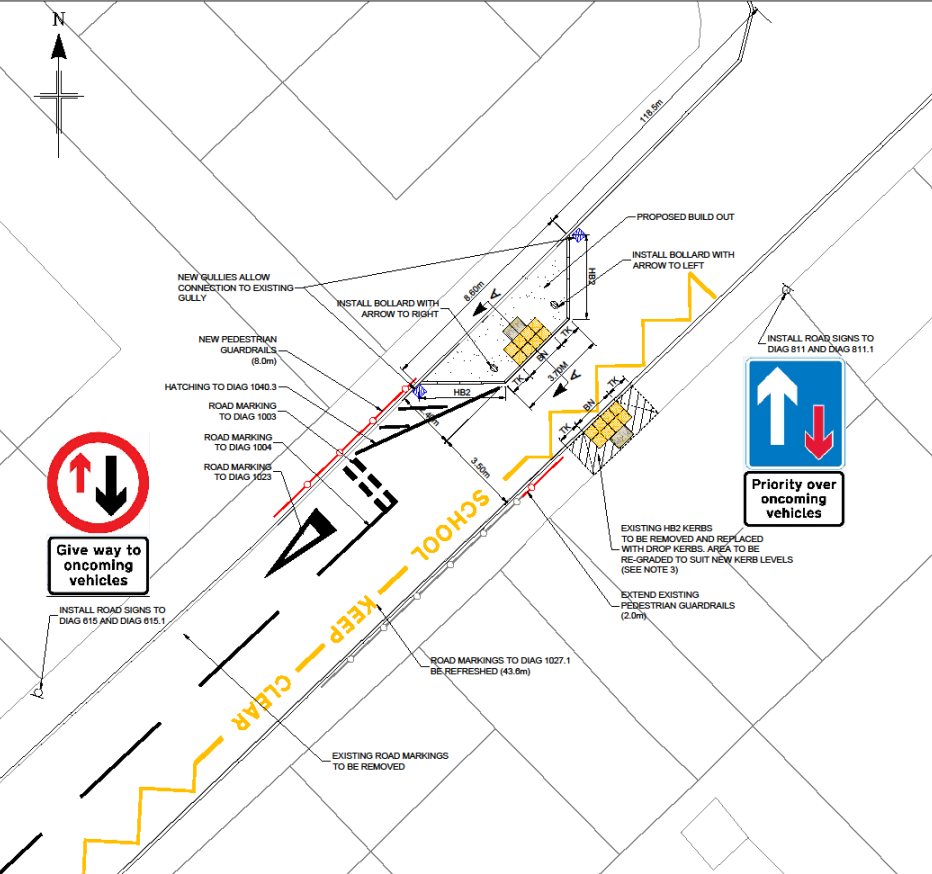 N
118.5m
PROPOSED BUILD OUT
INSTALL BOLLARD WITH
ARROW TO LEFT
NEW GULLIES ALLOW
CONNECTION TO EXISTING
GULLY
HB2
8.60m
A
INSTALL BOLLARD WITH
ARROW TO RIGHT
NEW PEDESTRIAN
GUARDRAILS
(8.0m)
TK
BN
TK
3.70M
A
INSTALL ROAD SIGNS TO
DIAG 811 AND DIAG 811.1
HATCHING TO DIAG 1040.3
HB2
TK
BN
TK
ROAD MARKING
TO DIAG 1003
ROAD MARKING
TO DIAG 1004
3.50m
ROAD MARKING
TO DIAG 1023
Priority over
oncoming
vehicles
SCHOOL
KEEP
CLEAR
EXISTING HB2 KERBS
TO BE REMOVED AND REPLACED
WITH DROP KERBS. AREA TO BE
RE-GRADED TO SUIT NEW KERB LEVELS
(SEE NOTE 3)
Give way to
oncoming
vehicles
EXTEND EXISTING
PEDESTRIAN GUARDRAILS
(2.0m)
INSTALL ROAD SIGNS TO
DIAG 615 AND DIAG 615.1
ROAD MARKINGS TO DIAG 1027.1
BE REFRESHED (43.6m)
EXISTING ROAD MARKINGS
TO BE REMOVED